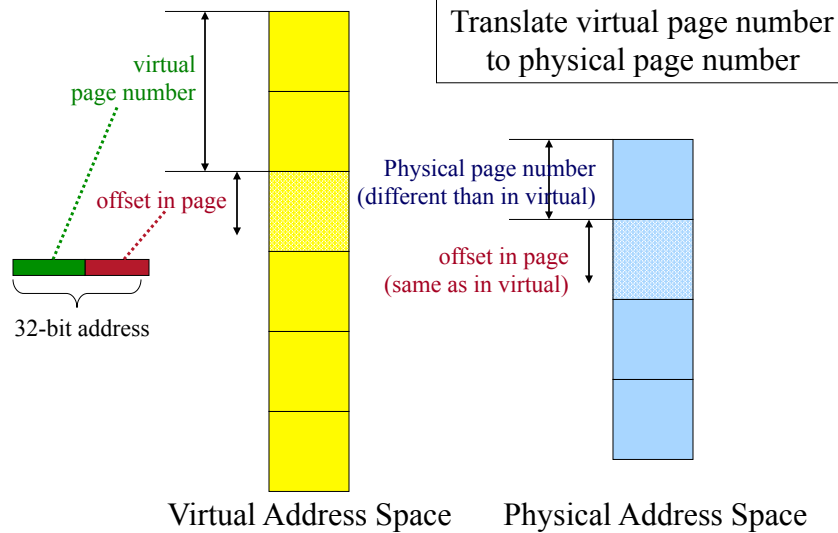 Translate virtual page number
to physical page number
virtual
page number
offset in page
32-bit address
Physical page number
(different than in virtual)
offset in page
(same as in virtual)
Virtual Address Space
Physical Address Space